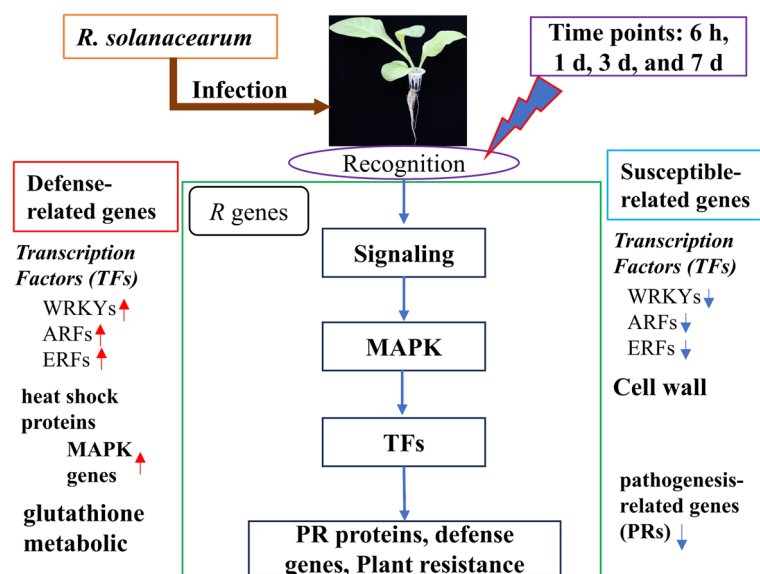 R. solanacearum
Infection
Time points: 6 h,
1 d, 3 d, and 7 d
Recognition
Defense-
related genes
Transcription
Factors (TFs)
WRKYs
ARFs
ERFs
heat shock
proteins
MAPK
genes
glutathione
metabolic
R genes
Signaling
MAPK
TFs
PR proteins, defense
genes, Plant resistance
Susceptible-
related genes
Transcription
Factors (TFs)
WRKYs
ARFs
ERFs
Cell wall
pathogenesis-
related genes
(PRs)